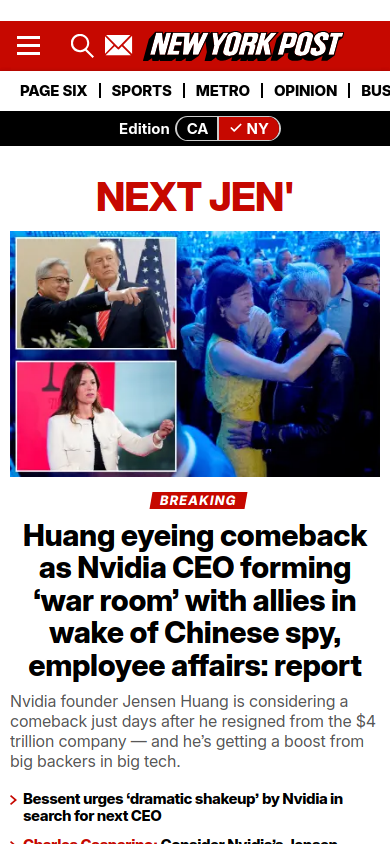 NEW YORK POST
PAGE SIX | SPORTS | METRO | OPINION | BUS
Edition CA NY
NEXT JEN'
BREAKING
Huang eyeing comeback
as Nvidia CEO forming
‘war room’ with allies in
wake of Chinese spy,
employee affairs: report
Nvidia founder Jensen Huang is considering a
comeback just days after he resigned from the $4
trillion company — and he’s getting a boost from
big backers in big tech.
Bessent urges ‘dramatic shakeup’ by Nvidia in
search for next CEO
Charles Gasparino: Consider Nvidia’s Jensen